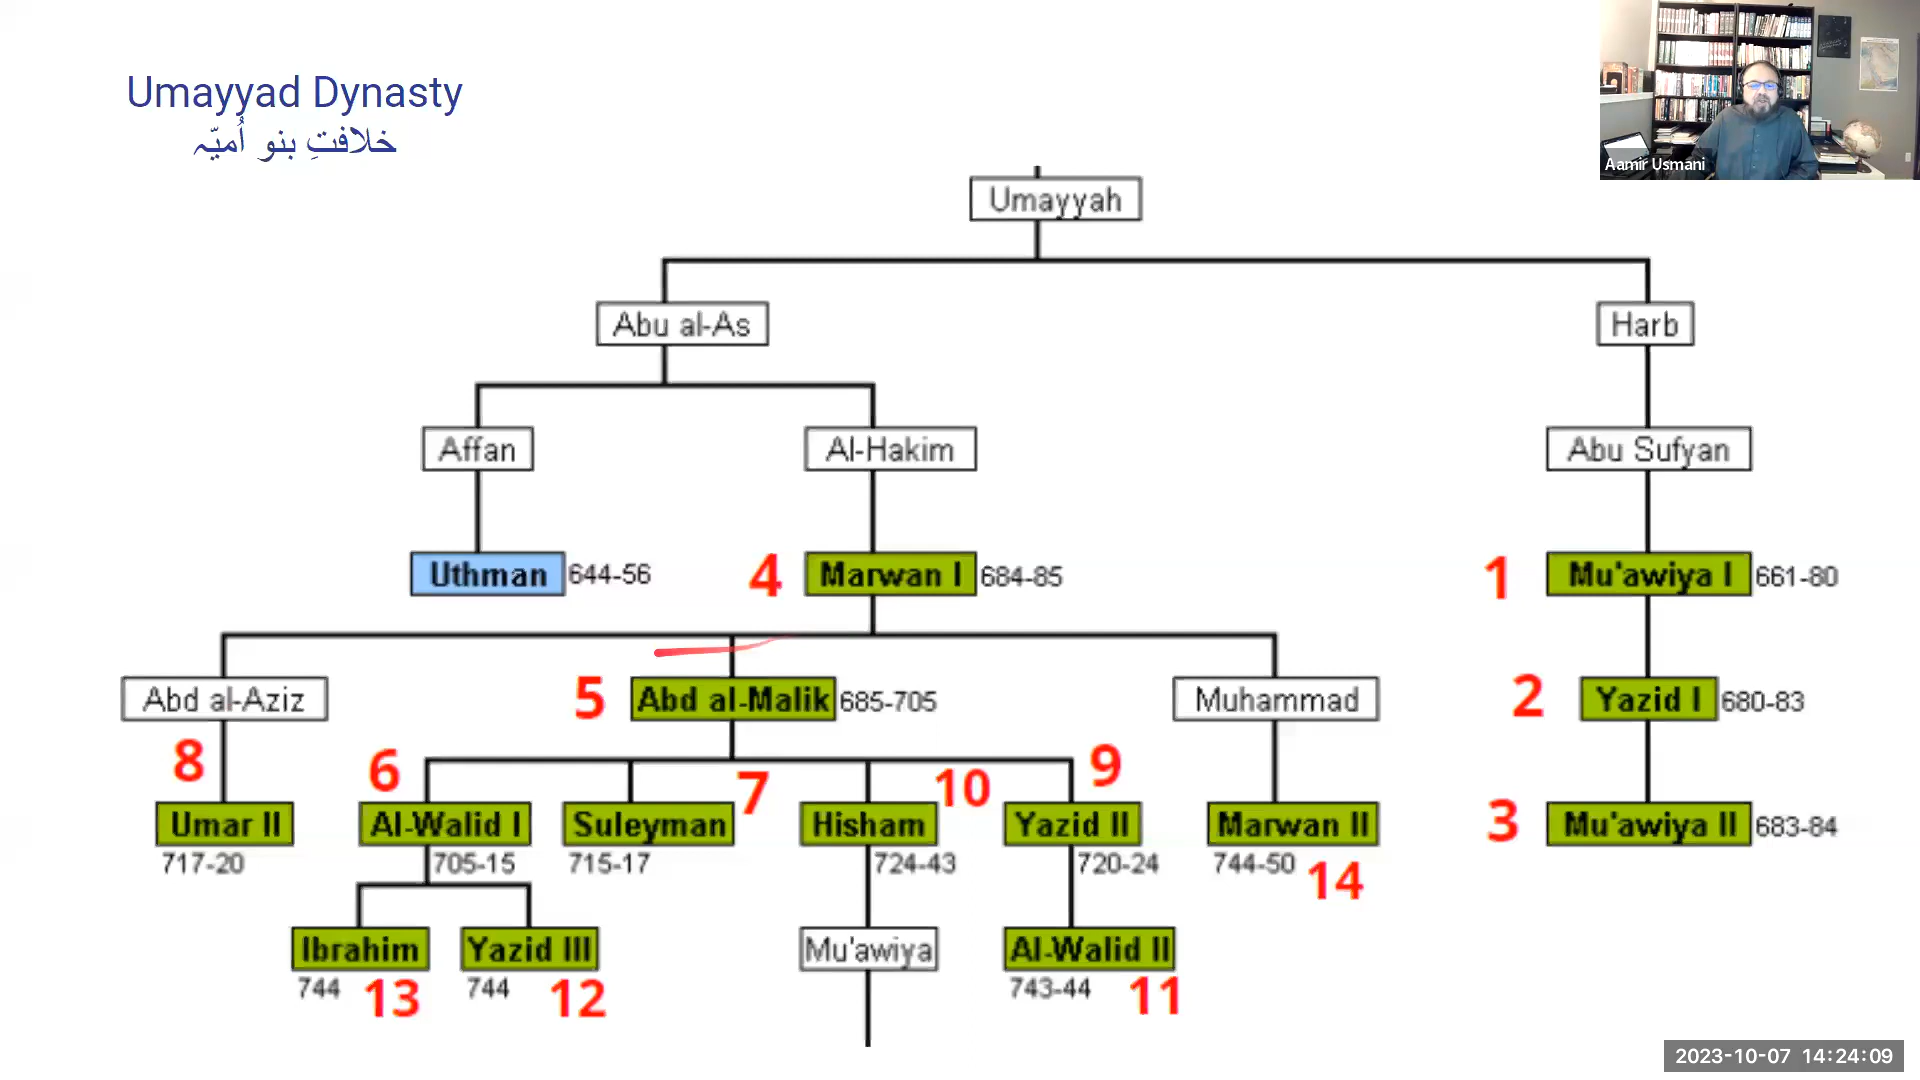 Umayyad Dynasty
خلافتِ بنو اُمیّہ
Aamir Usmani
Umayyah
Abu al-As
Harb
Affan
Al-Hakim
Abu Sufyan
Uthman 644-56
4 Marwan I 684-85
1 Mu'awiya I 661-80
Abd al-Aziz
5 Abd al-Malik 685-705
Muhammad
2 Yazid I 680-83
8 6 7 10 9
Umar II Al-Walid I Suleyman Hisham Yazid II Marwan II 3 Mu'awiya II 683-84
717-20 705-15 715-17 724-43 720-24 744-50 14
Ibrahim Yazid III Mu'awiya Al-Walid II
744 13 744 12 743-44 11
2023-10-07 14:24:09